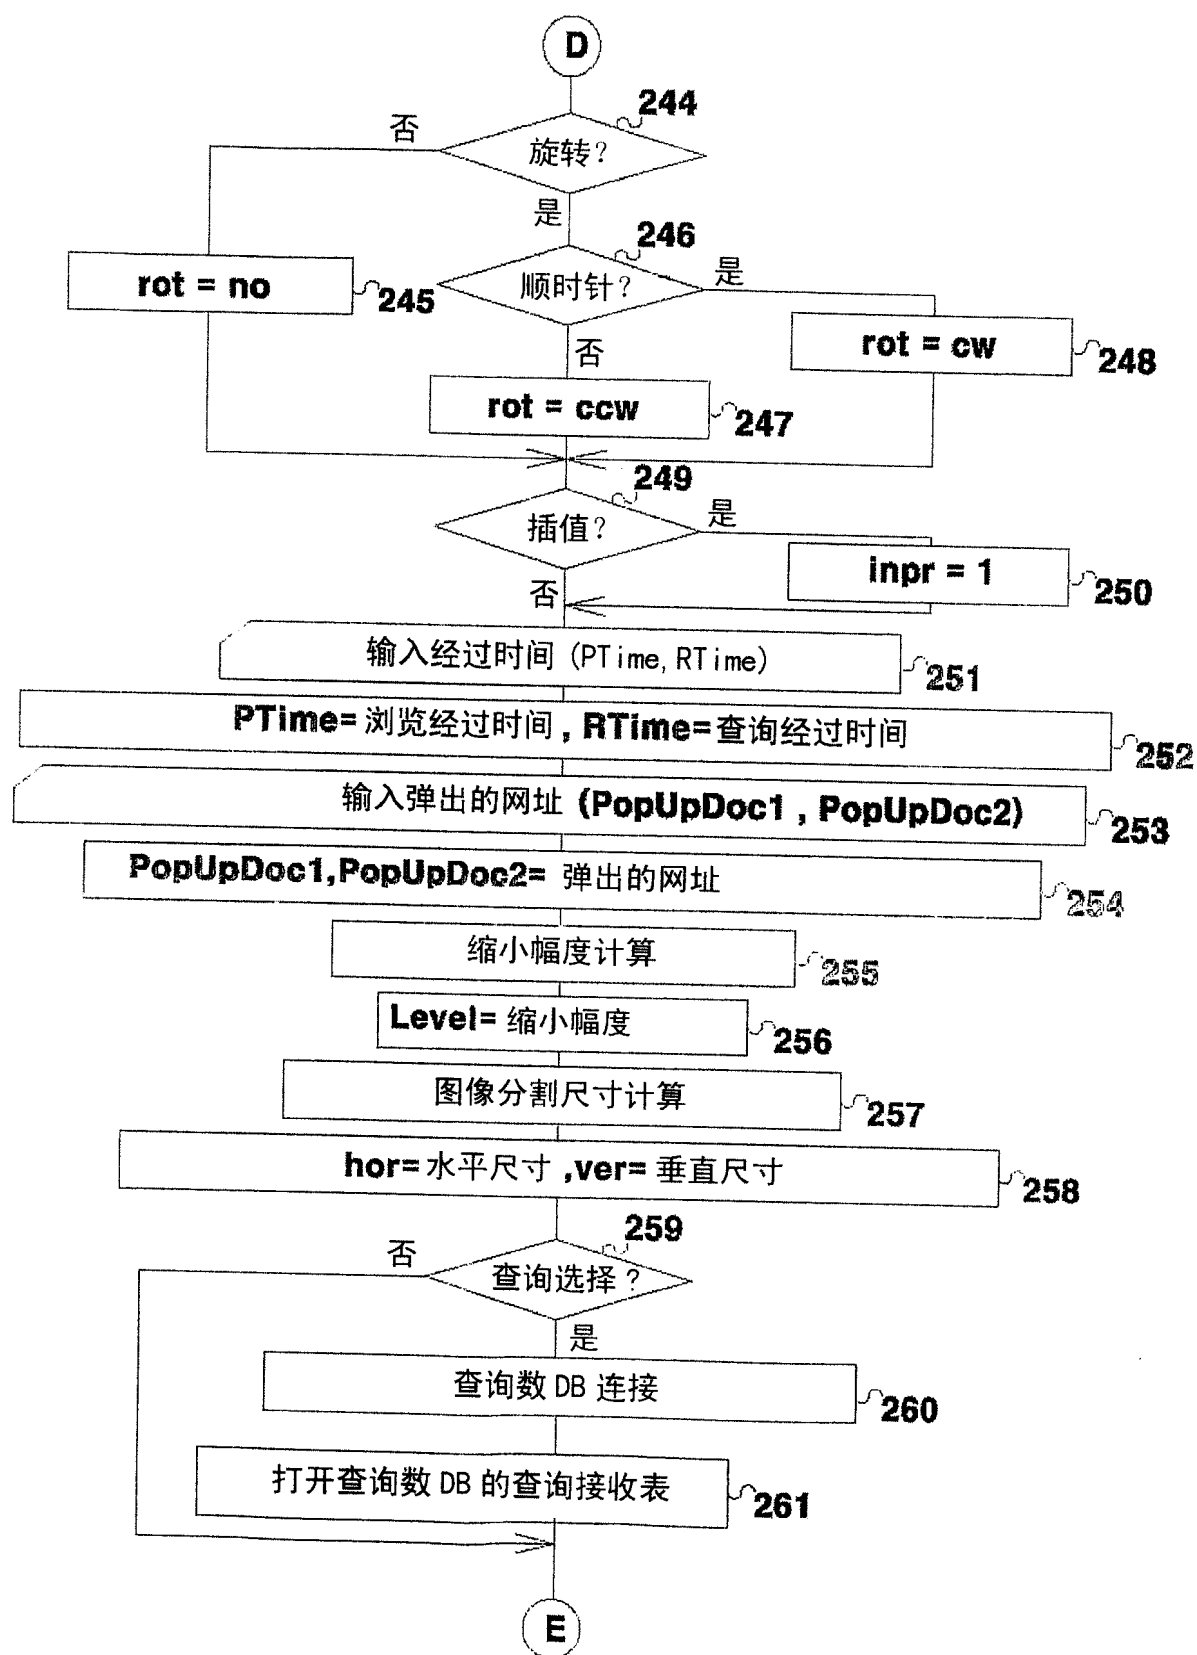 D
244
否
旋转?
是
246
rot = no
245
顺时针?
是
rot = cw
248
否
rot = ccw
247
249
插值?
是
inpr = 1
250
否
输入经过时间 (PTime, RTime)
251
PTime= 浏览经过时间 , RTime= 查询经过时间
252
输入弹出的网址 (PopUpDoc1 , PopUpDoc2)
253
PopUpDoc1,PopUpDoc2= 弹出的网址
254
缩小幅度计算
255
Level= 缩小幅度
256
图像分割尺寸计算
257
hor= 水平尺寸 ,ver= 垂直尺寸
258
259
否
查询选择?
是
查询数 DB 连接
260
打开查询数 DB 的查询接收表
261
E